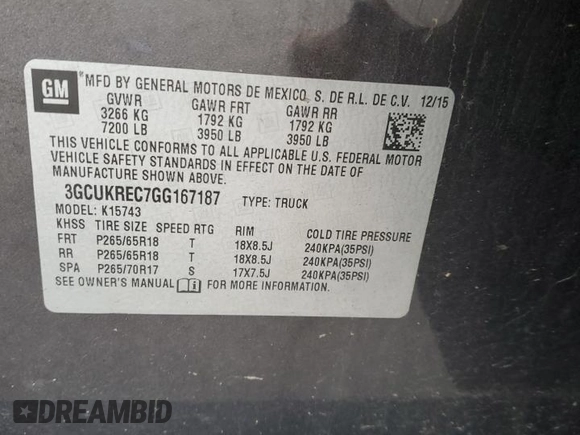 GM
MFD BY GENERAL MOTORS DE MEXICO, S. DE R.L. DE C.V. 12/15
GVWR GAWR FRT GAWR RR
3266 KG 1792 KG 1792 KG
7200 LB 3950 LB 3950 LB
THIS VEHICLE CONFORMS TO ALL APPLICABLE U.S. FEDERAL MOTOR
VEHICLE SAFETY STANDARDS IN EFFECT ON THE DATE OF
MANUFACTURE SHOWN ABOVE.
3GCUKREC7GG167187 TYPE: TRUCK
MODEL: K15743
KHSS TIRE SIZE SPEED RTG RIM COLD TIRE PRESSURE
FRT P265/65R18 T 18X8.5J 240KPA(35PSI)
RR P265/65R18 T 18X8.5J 240KPA(35PSI)
SPA P265/70R17 S 17X7.5J 240KPA(35PSI)
SEE OWNER'S MANUAL FOR MORE INFORMATION.
DREAMBID